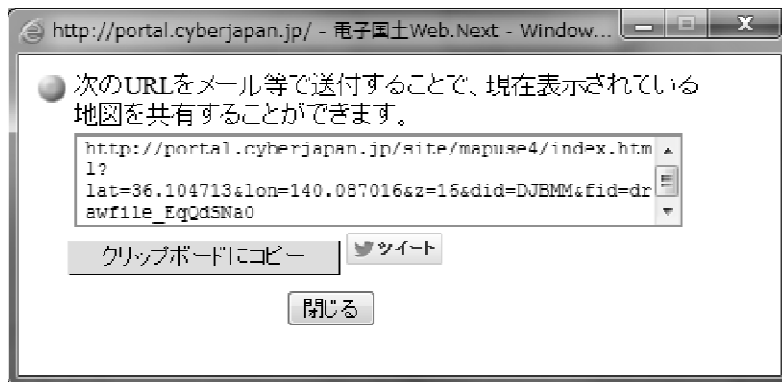 http://portal.cyberjapan.jp/ - 電子国土Web.Next - Window...
次のURLをメール等で送付することで、現在表示されている
地図を共有することができます。
http://portal.cyberjapan.jp/site/mapuse4/index.htm
l?
lat=36.104713&lon=140.087016&z=16&did=DJBMM&fid=dr
awfile_EqQd5Na0
クリップボードにコピー
ツイート
閉じる